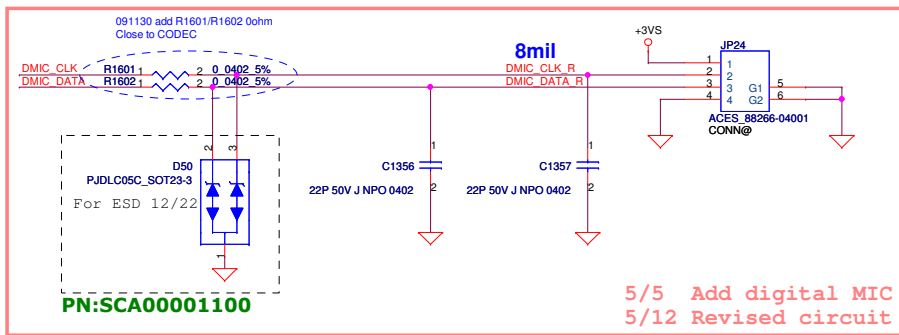 091130 add R1601/R1602 0ohm
Close to CODEC
+3VS
8mil
JP24
DMIC_CLK R1601 1 2 0_0402_5% DMIC_CLK_R
DMIC_DATA R1602 1 2 0_0402_5% DMIC_DATA_R
1 1
2 2
3 3 G1 5
4 4 G2 6
ACES_88266-04001
CONN@
2 3
D50
PJDLC05C_SOT23-3
For ESD 12/22
1
1
C1356
22P 50V J NPO 0402
2
1
C1357
22P 50V J NPO 0402
2
PN:SCA00001100
5/5 Add digital MIC
5/12 Revised circuit